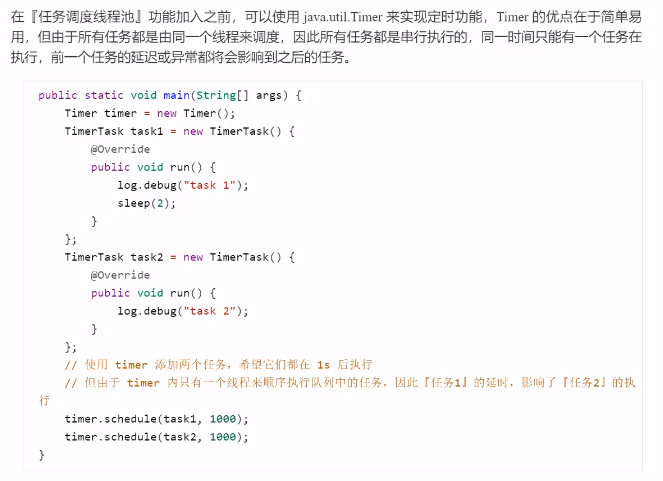 在『任务调度线程池』功能加入之前，可以使用 java.util.Timer 来实现定时功能，Timer 的优点在于简单易
用，但由于所有任务都是由同一个线程来调度，因此所有任务都是串行执行的，同一时间只能有一个任务在
执行，前一个任务的延迟或异常都将会影响到之后的任务。
public static void main(String[] args) {
    Timer timer = new Timer();
    TimerTask task1 = new TimerTask() {
        @Override
        public void run() {
            log.debug("task 1");
            sleep(2);
        }
    };
    TimerTask task2 = new TimerTask() {
        @Override
        public void run() {
            log.debug("task 2");
        }
    };
    // 使用 timer 添加两个任务，希望它们都在 1s 后执行
    // 但由于 timer 内只有一个线程来顺序执行队列中的任务，因此『任务1』的延时，影响了『任务2』的执
行
    timer.schedule(task1, 1000);
    timer.schedule(task2, 1000);
}